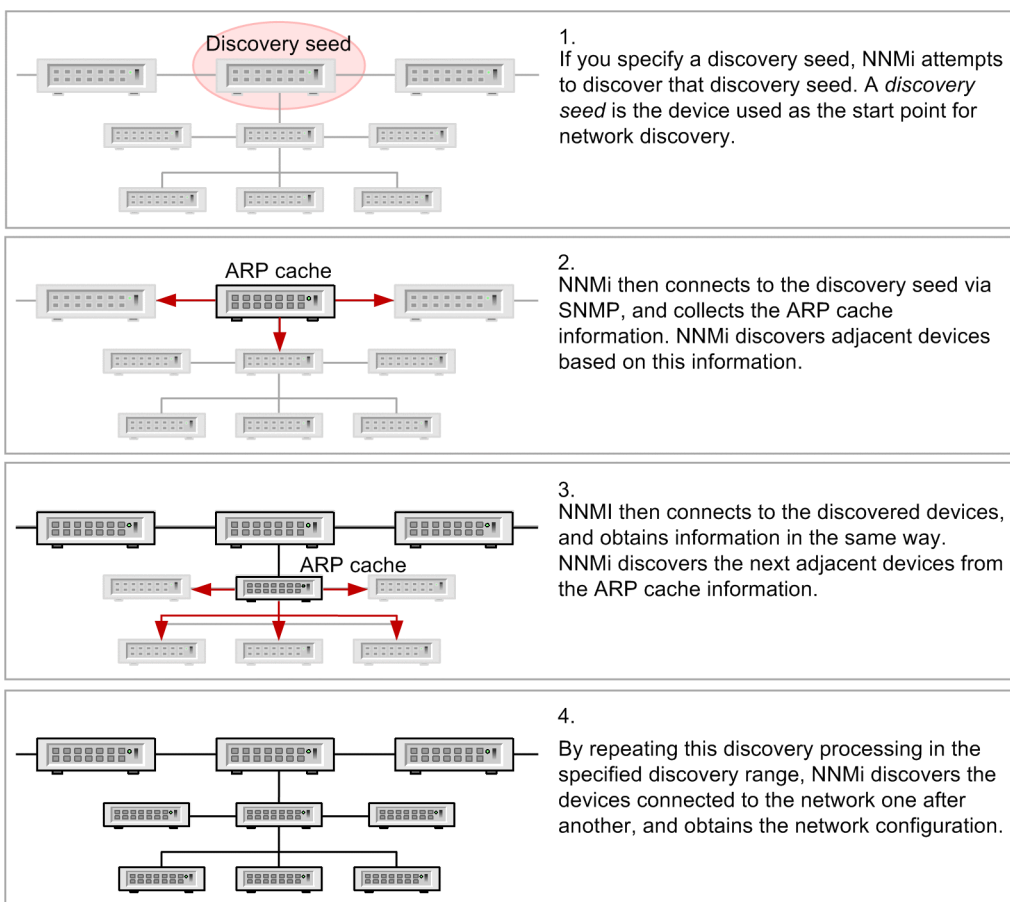 Discovery seed
1.
If you specify a discovery seed, NNMi attempts
to discover that discovery seed. A discovery
seed is the device used as the start point for
network discovery.
ARP cache
2.
NNMi then connects to the discovery seed via
SNMP, and collects the ARP cache
information. NNMi discovers adjacent devices
based on this information.
3.
NNMI then connects to the discovered devices,
and obtains information in the same way.
NNMi discovers the next adjacent devices from
the ARP cache information.
ARP cache
4.
By repeating this discovery processing in the
specified discovery range, NNMi discovers the
devices connected to the network one after
another, and obtains the network configuration.